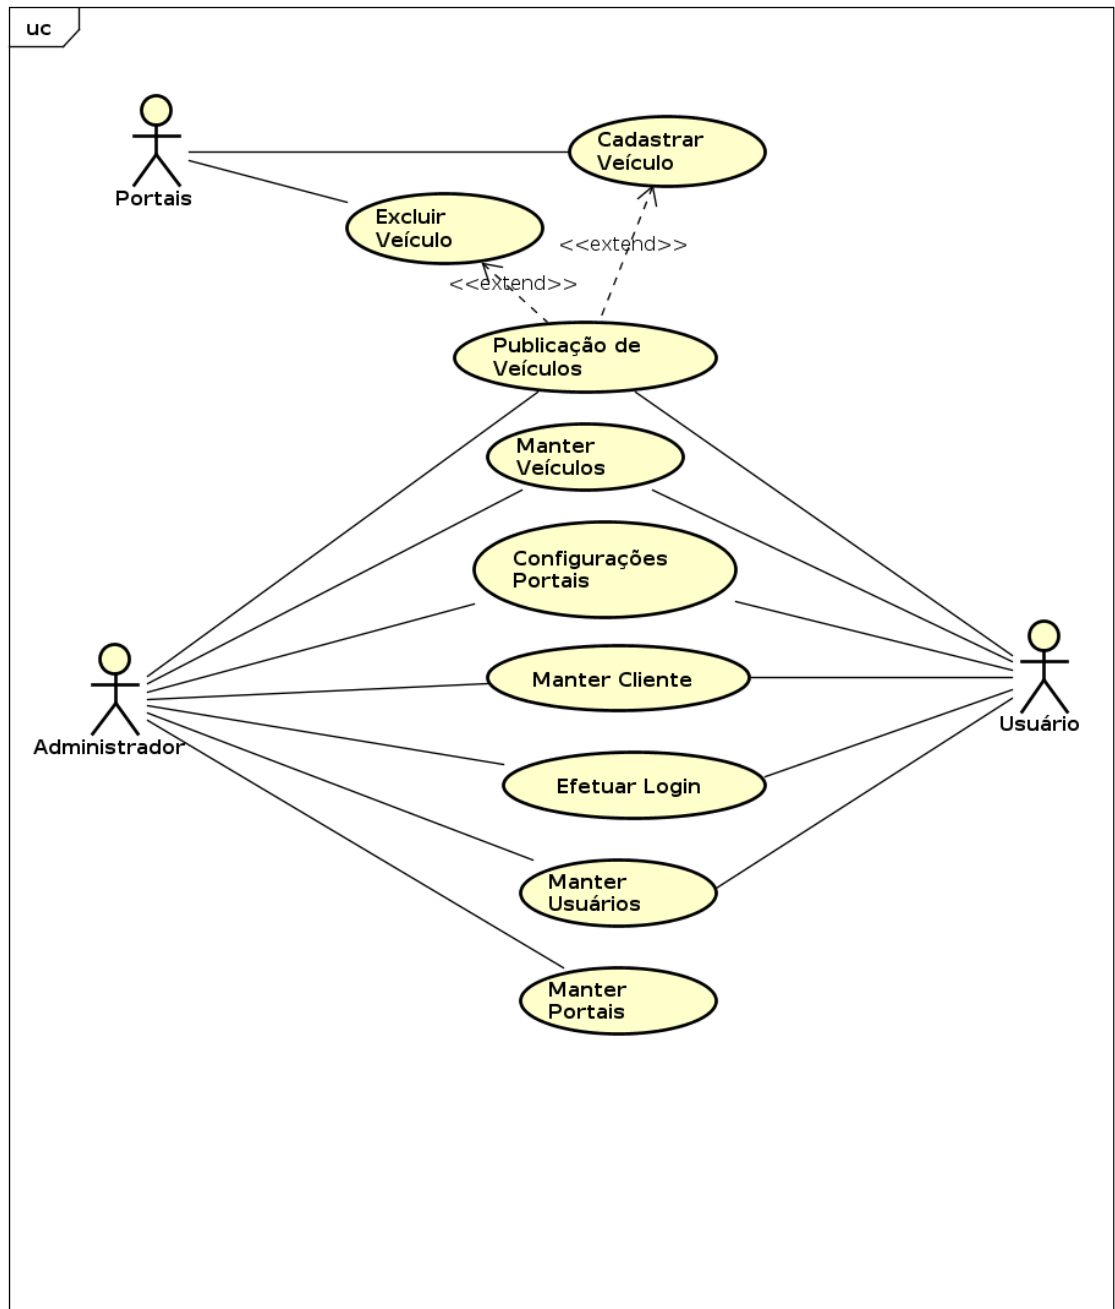 uc
Cadastrar
Veículo
Portais
Excluir
Veículo
<<extend>>
<<extend>>
Publicação de
Veículos
Manter
Veículos
Configurações
Portais
Manter Cliente
Administrador
Usuário
Efetuar Login
Manter
Usuários
Manter
Portais